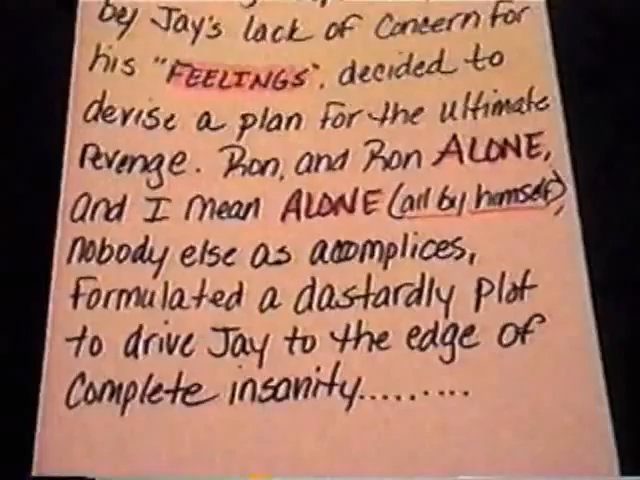 by Jay's lack of concern for
his "FEELINGS", decided to
devise a plan for the ultimate
revenge. Ron, and Ron ALONE,
and I mean ALONE (all by himself),
nobody else as accomplices,
formulated a dastardly plot
to drive Jay to the edge of
complete insanity.........